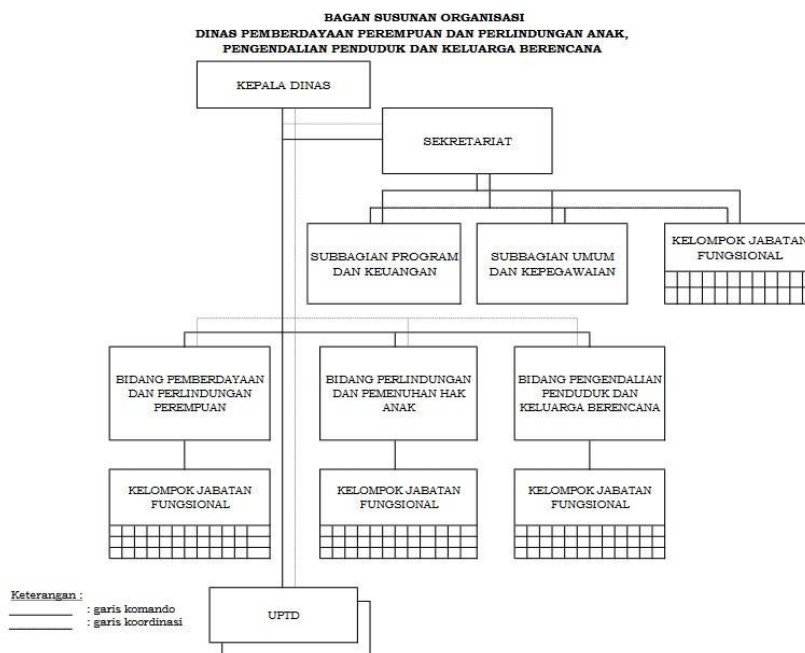 BAGAN SUSUNAN ORGANISASI
DINAS PEMBERDAYAAN PEREMPUAN DAN PERLINDUNGAN ANAK,
PENGENDALIAN PENDUDUK DAN KELUARGA BERENCANA
KEPALA DINAS
SEKRETARIAT
SUBBAGIAN PROGRAM
DAN KEUANGAN
SUBBAGIAN UMUM
DAN KEPEGAWAIAN
KELOMPOK JABATAN
FUNGSIONAL
BIDANG PEMBERDAYAAN
DAN PERLINDUNGAN
PEREMPUAN
BIDANG PERLINDUNGAN
DAN PEMENUHAN HAK
ANAK
BIDANG PENGENDALIAN
PENDUDUK DAN
KELUARGA BERENCANA
KELOMPOK JABATAN
FUNGSIONAL
KELOMPOK JABATAN
FUNGSIONAL
KELOMPOK JABATAN
FUNGSIONAL
Keterangan :
: garis komando
: garis koordinasi
UPTD